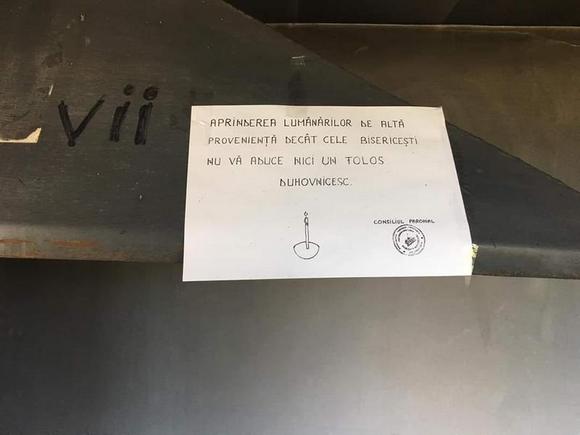 vii
APRINDEREA LUMÂNĂRILOR DE ALTĂ
PROVENIENȚĂ DECÂT CELE BISERICEȘTI
NU VĂ ADUCE NICI UN FOLOS
DUHOVNICESC.
CONSILIUL PAROHIAL